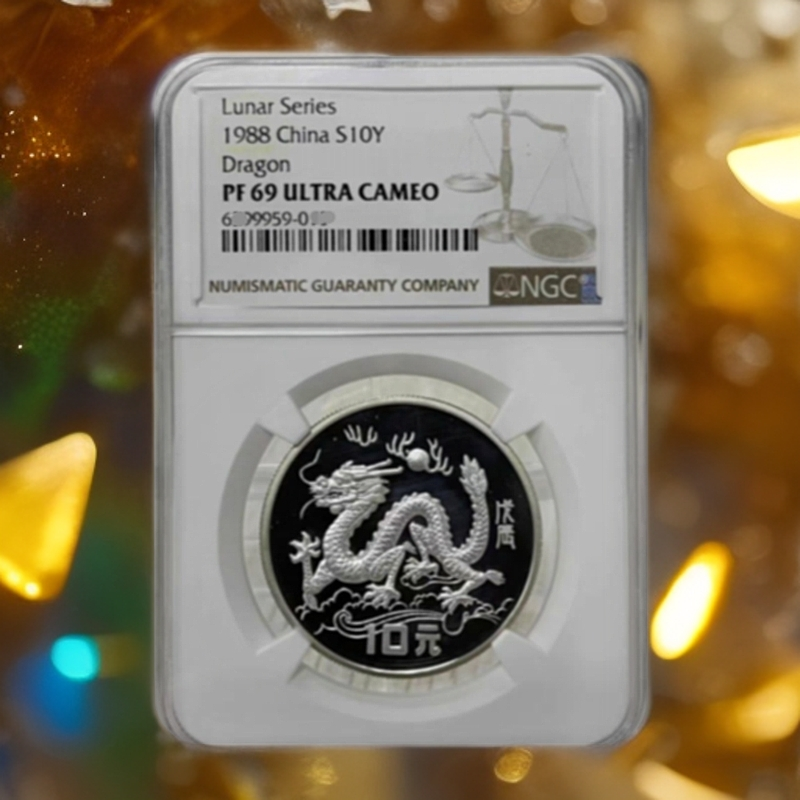 Lunar Series
1988 China S10Y
Dragon
PF 69 ULTRA CAMEO
NUMISMATIC GUARANTY COMPANY
NGC
戊辰
10元